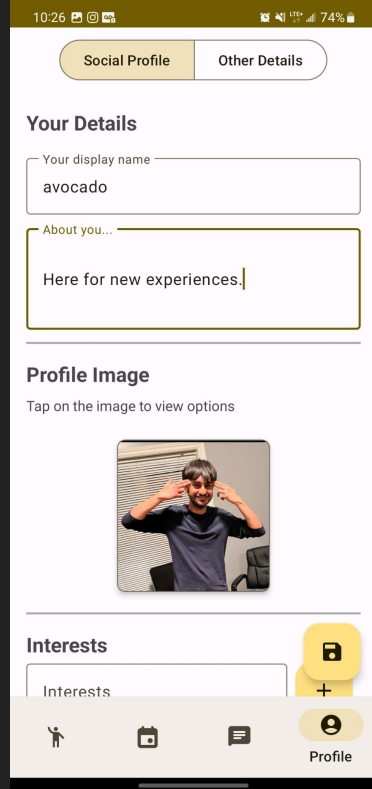 10:26 LTE+ 74%
Social Profile Other Details
Your Details
Your display name
avocado
About you...
Here for new experiences.
Profile Image
Tap on the image to view options
Interests
Interests
+
Profile